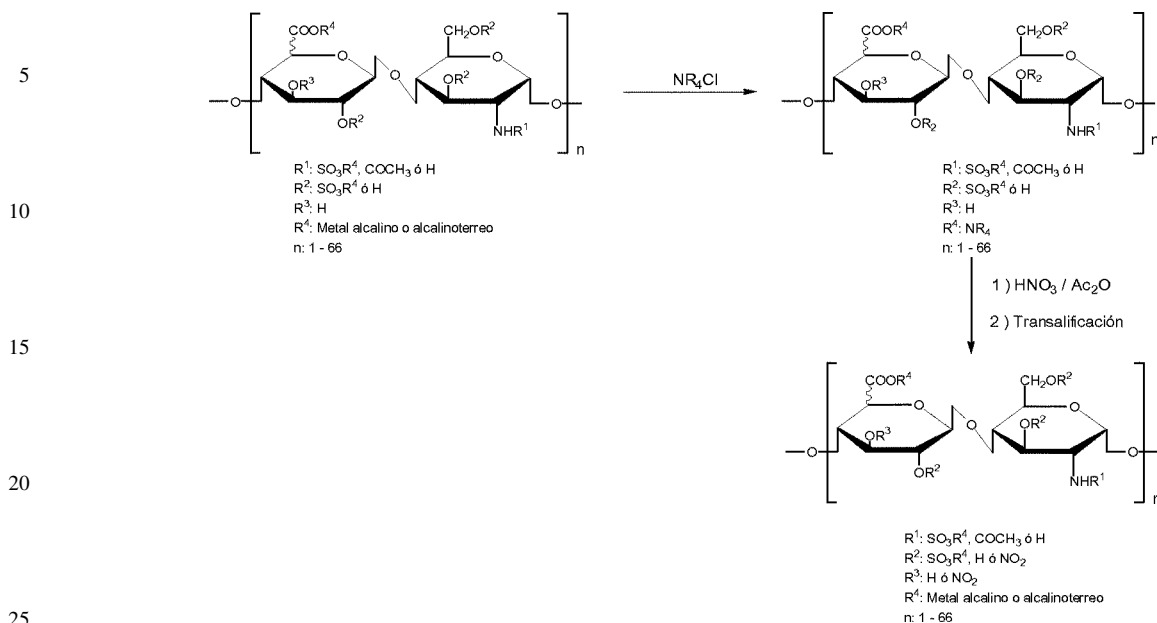 5
10
15
20
25
COOR⁴
CH₂OR²
O
O
OR³
O
OR²
O
O
OR²
NHR¹
n
R¹: SO₃R⁴, COCH₃ ó H
R²: SO₃R⁴ ó H
R³: H
R⁴: Metal alcalino o alcalinoterreo
n: 1 - 66
NR₄Cl
COOR⁴
CH₂OR²
O
O
OR³
O
OR₂
O
O
OR₂
NHR¹
n
R¹: SO₃R⁴, COCH₃ ó H
R²: SO₃R⁴ ó H
R³: H
R⁴: NR₄
n: 1 - 66
1 ) HNO₃ / Ac₂O
2 ) Transalificación
COOR⁴
CH₂OR²
O
O
OR³
O
OR²
O
O
OR²
NHR¹
n
R¹: SO₃R⁴, COCH₃ ó H
R²: SO₃R⁴, H ó NO₂
R³: H ó NO₂
R⁴: Metal alcalino o alcalinoterreo
n: 1 - 66